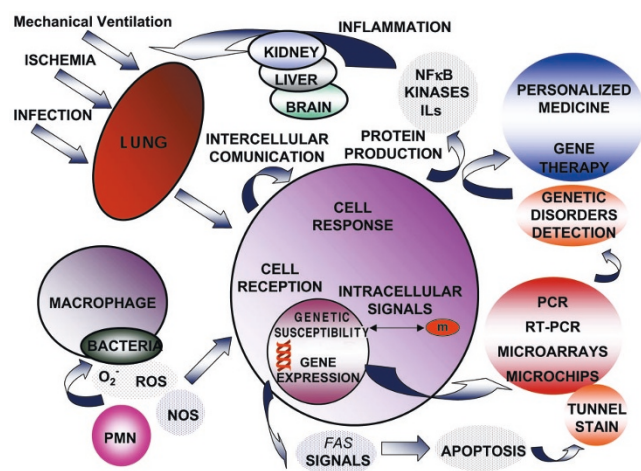 Mechanical Ventilation
ISCHEMIA
INFECTION
LUNG
INFLAMMATION
KIDNEY
LIVER
BRAIN
NFκB
KINASES
ILs
PERSONALIZED
MEDICINE
GENE
THERAPY
INTERCELLULAR
COMUNICATION
PROTEIN
PRODUCTION
GENETIC
DISORDERS
DETECTION
CELL
RESPONSE
CELL
RECEPTION
INTRACELLULAR
SIGNALS
GENETIC
SUSCEPTIBILITY
m
GENE
EXPRESSION
MACROPHAGE
BACTERIA
O₂⁻
ROS
NOS
PMN
PCR
RT-PCR
MICROARRAYS
MICROCHIPS
TUNNEL
STAIN
FAS
SIGNALS
APOPTOSIS